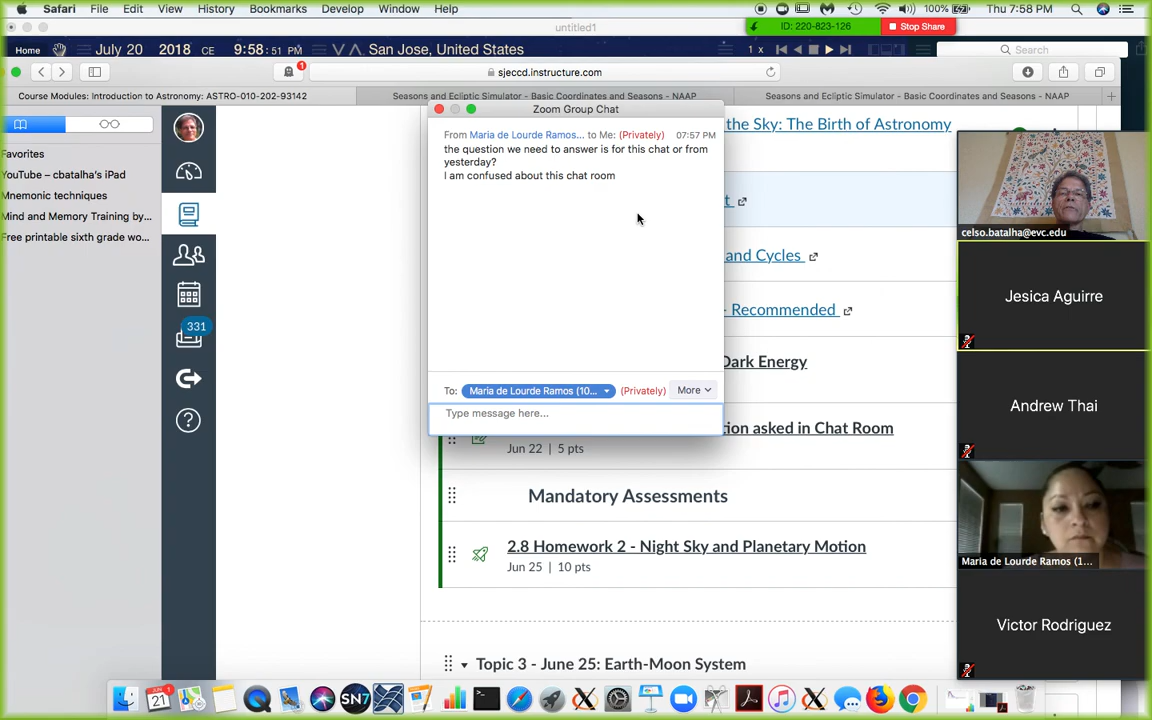 Safari File Edit View History Bookmarks Develop Window Help
100% Thu 7:58 PM
untitled1
ID: 220-823-126 Stop Share
Home July 20 2018 CE 9:58:51 PM San Jose, United States 1 x Search
1 sjeccd.instructure.com
Course Modules: Introduction to Astronomy: ASTRO-010-202-93142
Seasons and Ecliptic Simulator - Basic Coordinates and Seasons - NAAP
Seasons and Ecliptic Simulator - Basic Coordinates and Seasons - NAAP
Favorites
YouTube – cbatalha's iPad
Mnemonic techniques
Mind and Memory Training by...
Free printable sixth grade wo...
331
Zoom Group Chat
From Maria de Lourde Ramos... to Me: (Privately) 07:57 PM
the question we need to answer is for this chat or from
yesterday?
I am confused about this chat room
To: Maria de Lourde Ramos (10... (Privately) More
Type message here...
the Sky: The Birth of Astronomy
t
and Cycles
- Recommended
Dark Energy
tion asked in Chat Room
Jun 22 | 5 pts
Mandatory Assessments
2.8 Homework 2 - Night Sky and Planetary Motion
Jun 25 | 10 pts
Topic 3 - June 25: Earth-Moon System
celso.batalha@evc.edu
Jesica Aguirre
Andrew Thai
Maria de Lourde Ramos (1...
Victor Rodriguez
21
SN7